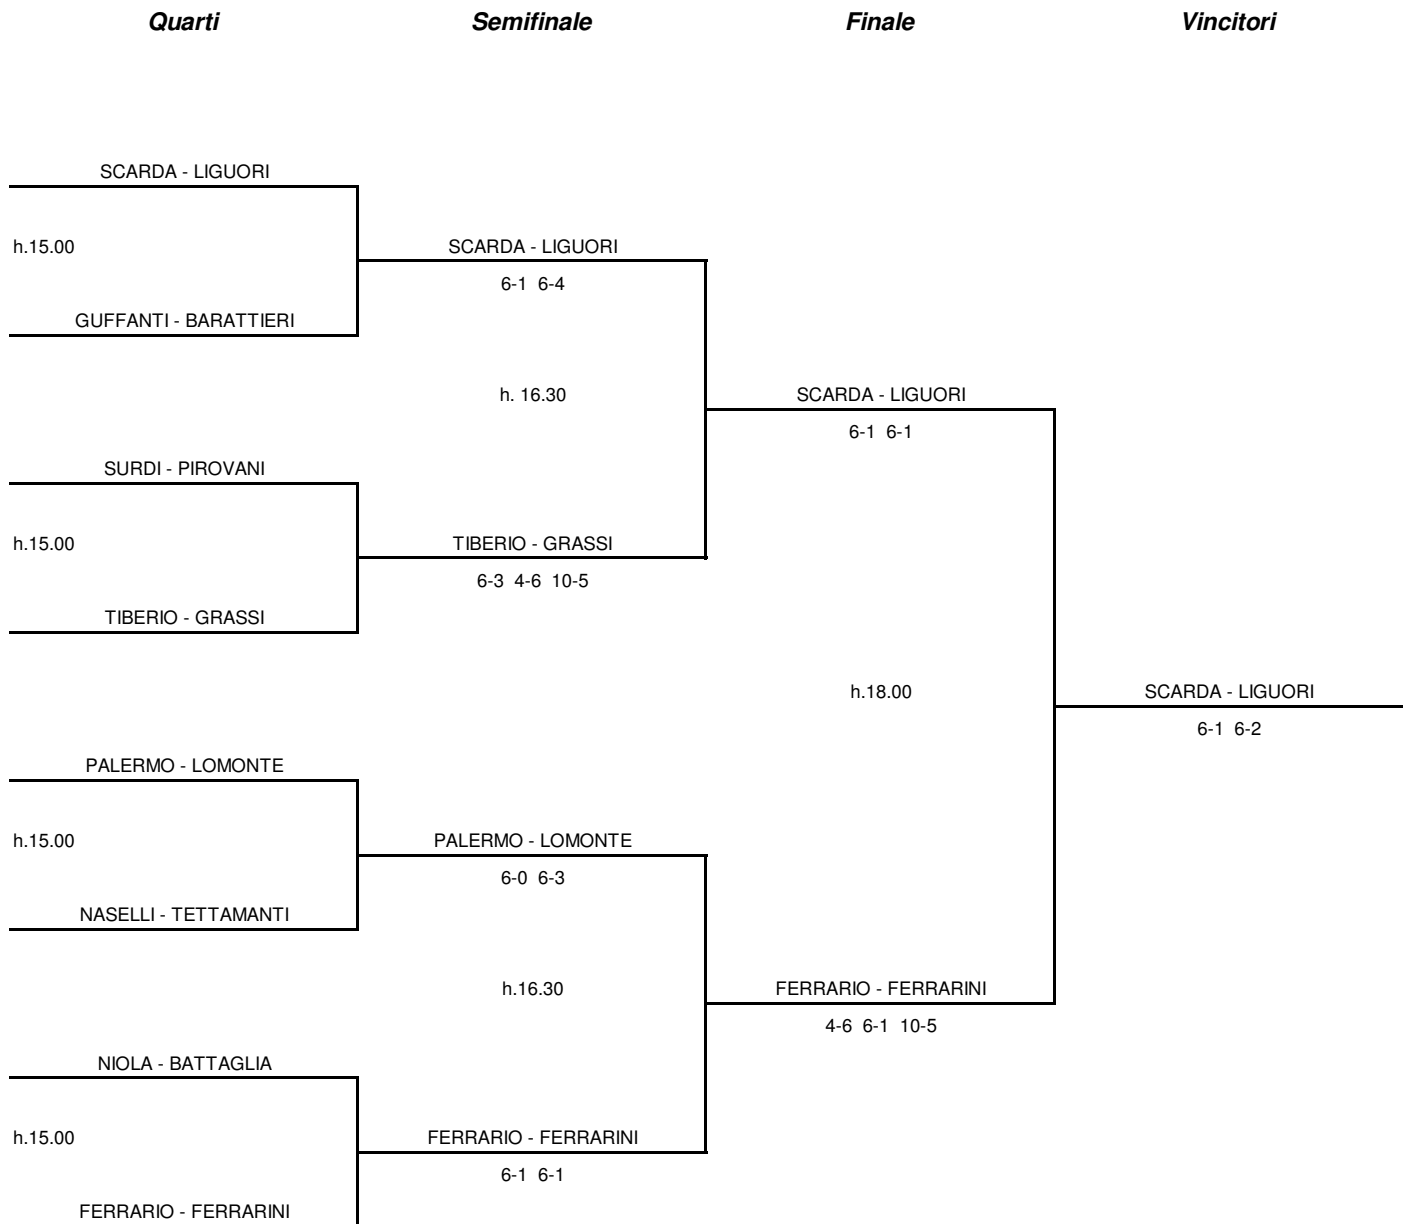 Quarti Semifinale Finale Vincitori
SCARDA - LIGUORI
h.15.00 SCARDA - LIGUORI
6-1 6-4
GUFFANTI - BARATTIERI
h. 16.30 SCARDA - LIGUORI
6-1 6-1
SURDI - PIROVANI
h.15.00 TIBERIO - GRASSI
6-3 4-6 10-5
TIBERIO - GRASSI
h.18.00 SCARDA - LIGUORI
6-1 6-2
PALERMO - LOMONTE
h.15.00 PALERMO - LOMONTE
6-0 6-3
NASELLI - TETTAMANTI
h.16.30 FERRARIO - FERRARINI
4-6 6-1 10-5
NIOLA - BATTAGLIA
h.15.00 FERRARIO - FERRARINI
6-1 6-1
FERRARIO - FERRARINI